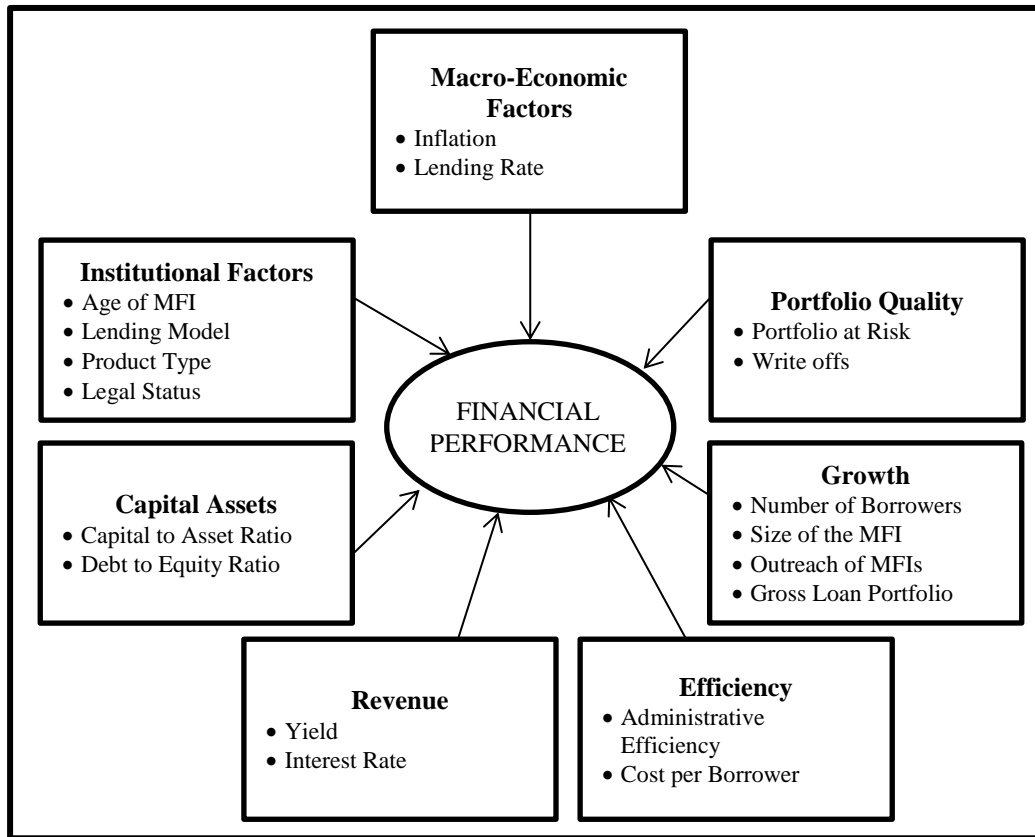 Macro-Economic
Factors
• Inflation
• Lending Rate
Institutional Factors
• Age of MFI
• Lending Model
• Product Type
• Legal Status
Portfolio Quality
• Portfolio at Risk
• Write offs
FINANCIAL
PERFORMANCE
Capital Assets
• Capital to Asset Ratio
• Debt to Equity Ratio
Growth
• Number of Borrowers
• Size of the MFI
• Outreach of MFIs
• Gross Loan Portfolio
Revenue
• Yield
• Interest Rate
Efficiency
• Administrative
Efficiency
• Cost per Borrower